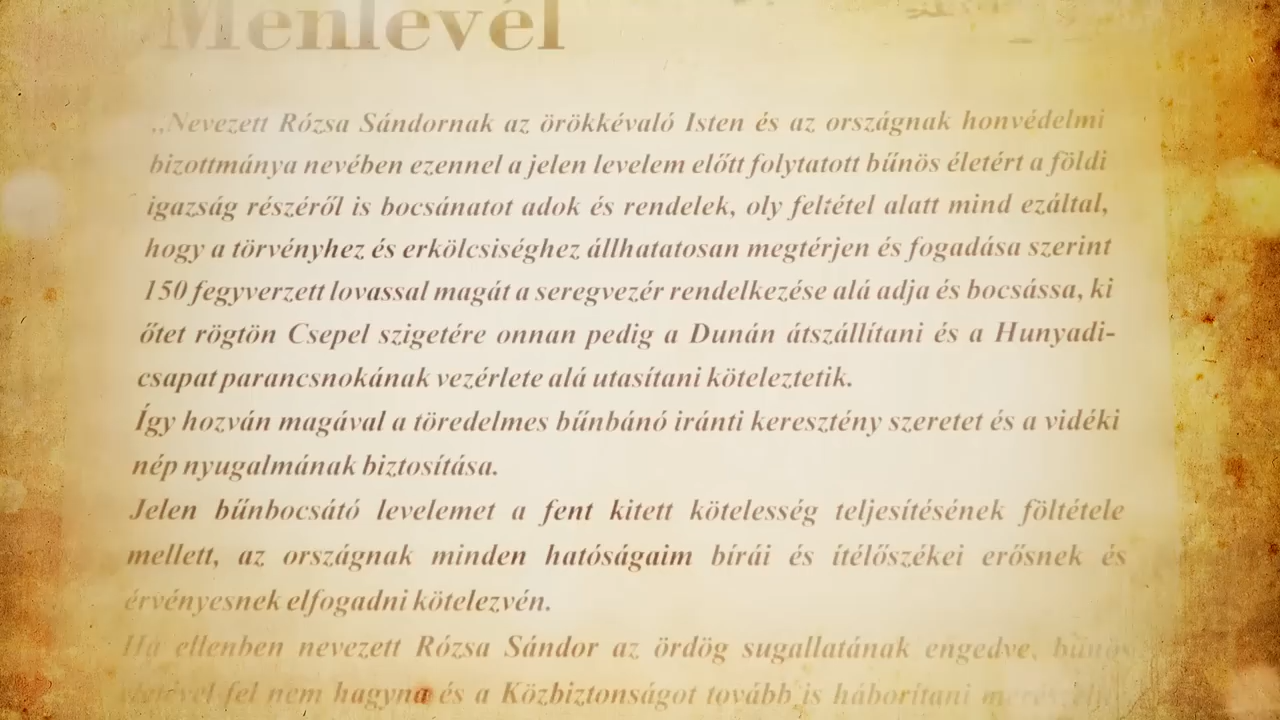 Menlevél
„Nevezett Rózsa Sándornak az örökkévaló Isten és az országnak honvédelmi
bizottmánya nevében ezennel a jelen levelem előtt folytatott bűnös életért a földi
igazság részéről is bocsánatot adok és rendelek, oly feltétel alatt mind ezáltal,
hogy a törvényhez és erkölcsiséghez állhatatosan megtérjen és fogadása szerint
150 fegyverzett lovassal magát a seregvezér rendelkezése alá adja és bocsássa, ki
őtet rögtön Csepel szigetére onnan pedig a Dunán átszállítani és a Hunyadi-
csapat parancsnokának vezérlete alá utasítani köteleztetik.
Így hozván magával a töredelmes bűnbánó iránti keresztény szeretet és a vidéki
nép nyugalmának biztosítása.
Jelen bűnbocsátó levelemet a fent kitett kötelesség teljesítésének föltétele
mellett, az országnak minden hatóságaim bírái és ítélőszékei erősnek és
érvényesnek elfogadni kötelezvén.
Ha ellenben nevezett Rózsa Sándor az ördög sugallatának engedve, bűnös
életével fel nem hagyna és a Közbiztonságot tovább is háborítani